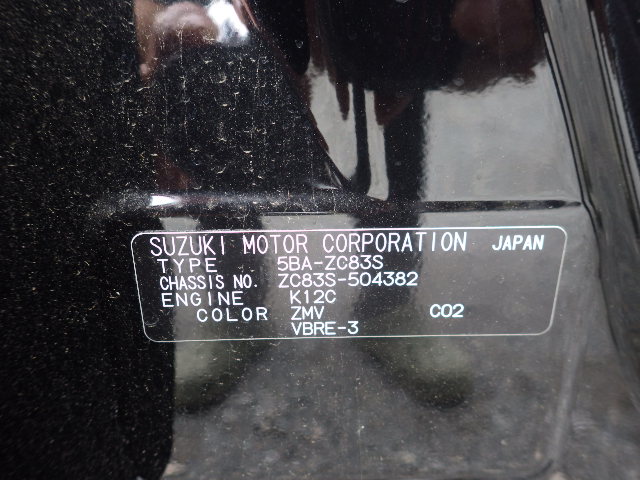 SUZUKI MOTOR CORPORATION JAPAN
TYPE 5BA-ZC83S
CHASSIS NO. ZC83S-504382
ENGINE K12C
COLOR ZMV C02
VBRE-3